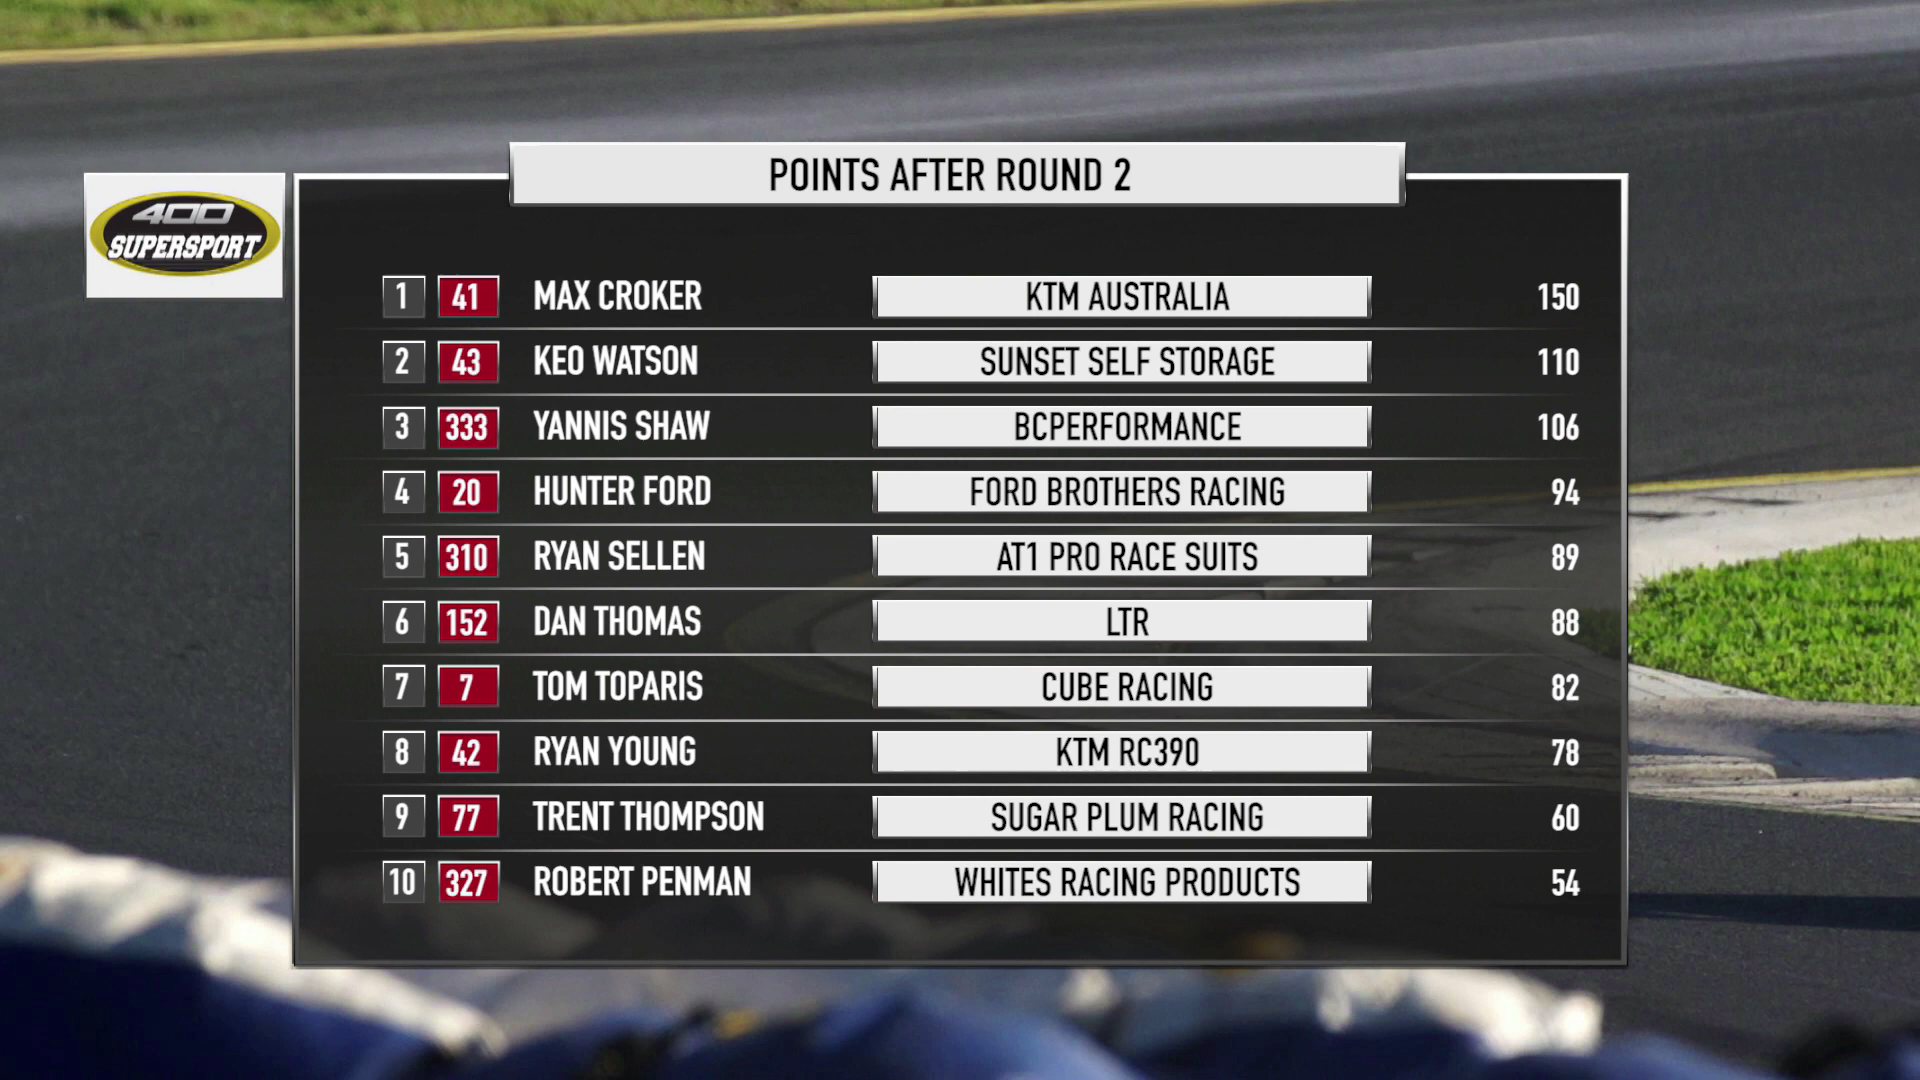 POINTS AFTER ROUND 2
400
SUPERSPORT
1 41 MAX CROKER KTM AUSTRALIA 150
2 43 KEO WATSON SUNSET SELF STORAGE 110
3 333 YANNIS SHAW BCPERFORMANCE 106
4 20 HUNTER FORD FORD BROTHERS RACING 94
5 310 RYAN SELLEN AT1 PRO RACE SUITS 89
6 152 DAN THOMAS LTR 88
7 7 TOM TOPARIS CUBE RACING 82
8 42 RYAN YOUNG KTM RC390 78
9 77 TRENT THOMPSON SUGAR PLUM RACING 60
10 327 ROBERT PENMAN WHITES RACING PRODUCTS 54